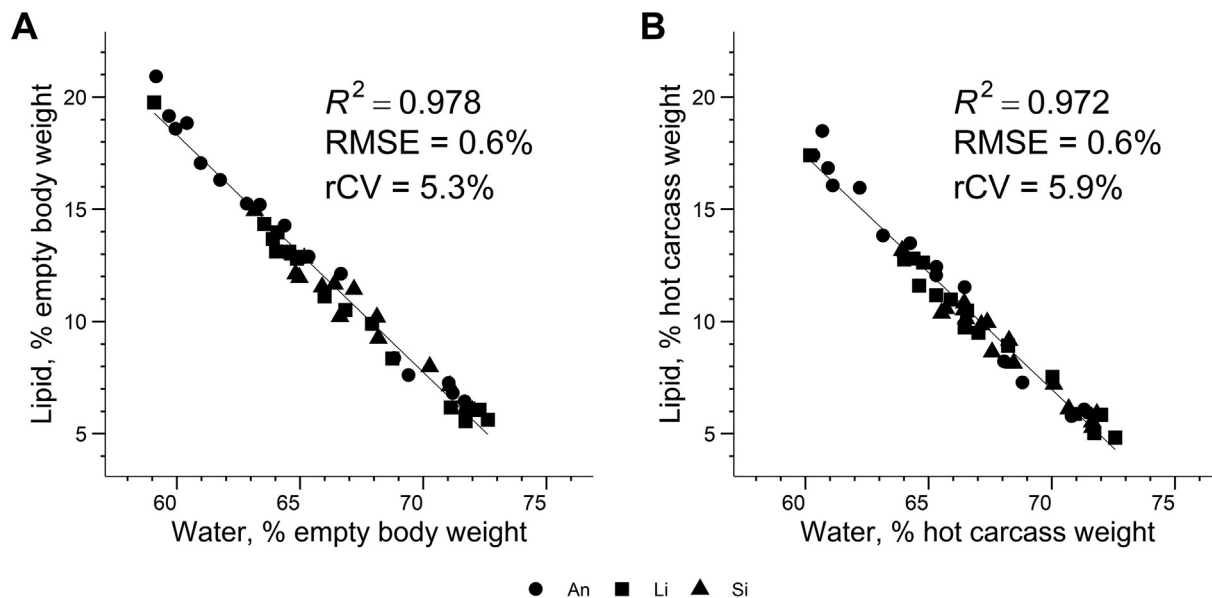 A
Lipid, % empty body weight
20
15
10
5
R² = 0.978
RMSE = 0.6%
rCV = 5.3%
60 65 70 75
Water, % empty body weight
B
Lipid, % hot carcass weight
20
15
10
5
R² = 0.972
RMSE = 0.6%
rCV = 5.9%
60 65 70 75
Water, % hot carcass weight
An Li Si